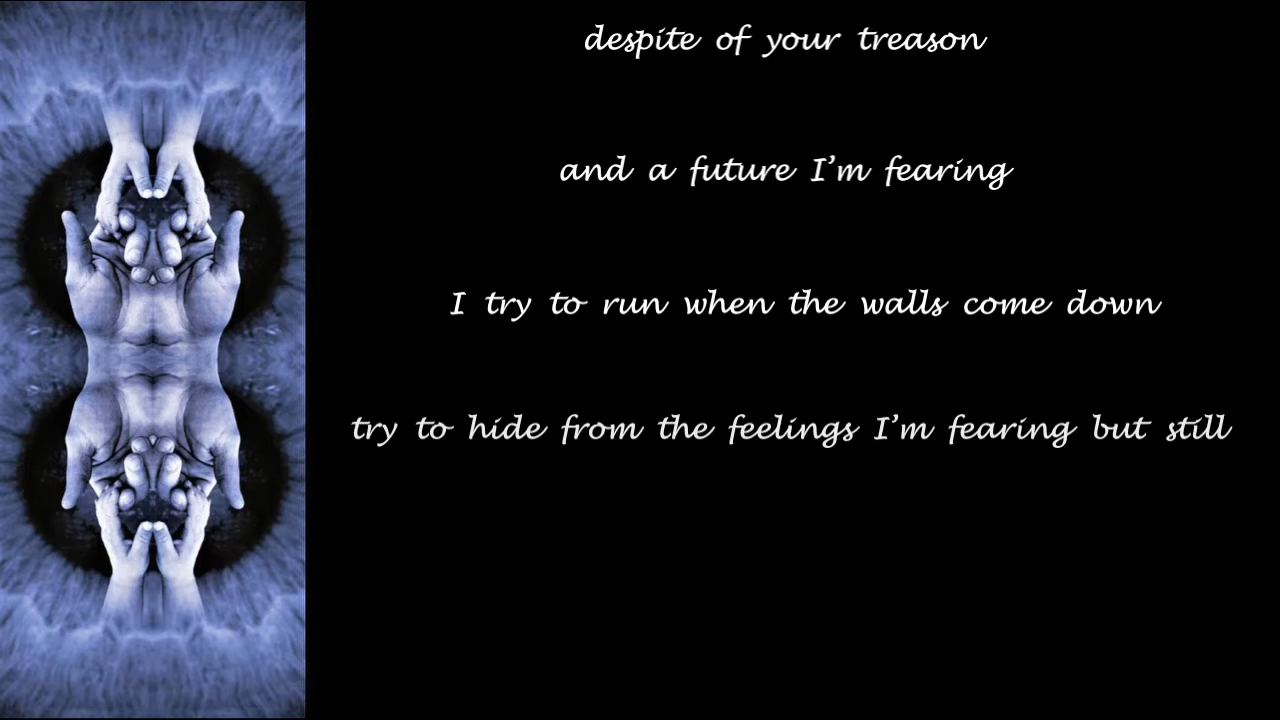 despite of your treason
and a future I'm fearing
I try to run when the walls come down
try to hide from the feelings I'm fearing but still